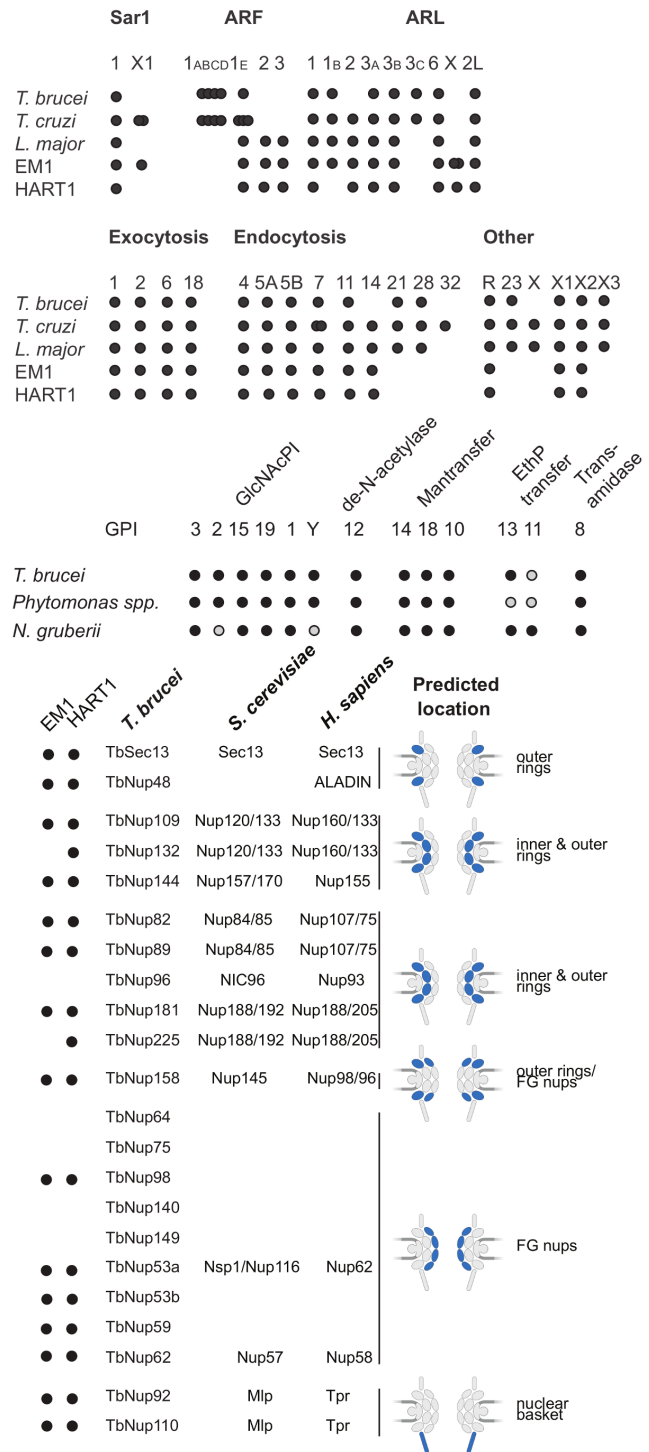 Sar1 ARF ARL
1 X1 1ABCD 1E 2 3 1 1B 2 3A 3B 3C 6 X 2L
T. brucei
T. cruzi
L. major
EM1
HART1
Exocytosis Endocytosis Other
1 2 6 18 4 5A 5B 7 11 14 21 28 32 R 23 X X1 X2 X3
T. brucei
T. cruzi
L. major
EM1
HART1
GlcNAcPI de-N-acetylase Mantransfer EthP transfer Trans-amidase
GPI 3 2 15 19 1 Y 12 14 18 10 13 11 8
T. brucei
Phytomonas spp.
N. gruberii
EM1 HART1 T. brucei S. cerevisiae H. sapiens Predicted
location
TbSec13 Sec13 Sec13 outer
rings
TbNup48 ALADIN
TbNup109 Nup120/133 Nup160/133
TbNup132 Nup120/133 Nup160/133 inner & outer
rings
TbNup144 Nup157/170 Nup155
TbNup82 Nup84/85 Nup107/75
TbNup89 Nup84/85 Nup107/75
TbNup96 NIC96 Nup93 inner & outer
rings
TbNup181 Nup188/192 Nup188/205
TbNup225 Nup188/192 Nup188/205
TbNup158 Nup145 Nup98/96 outer rings/
FG nups
TbNup64
TbNup75
TbNup98
TbNup140
TbNup149 FG nups
TbNup53a Nsp1/Nup116 Nup62
TbNup53b
TbNup59
TbNup62 Nup57 Nup58
TbNup92 Mlp Tpr nuclear
basket
TbNup110 Mlp Tpr